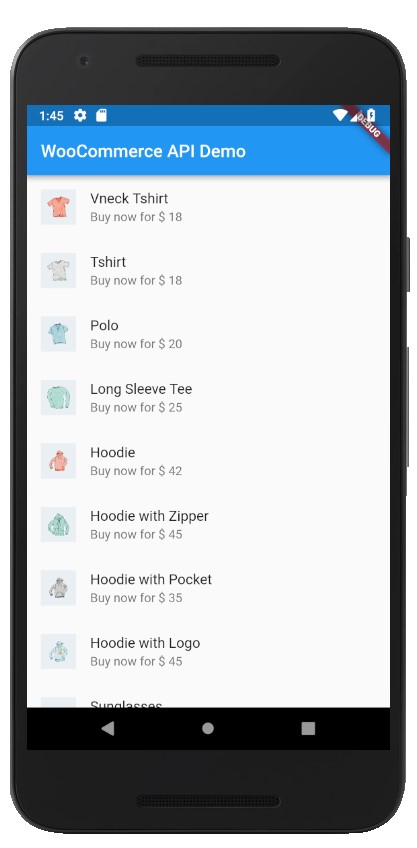 1:45
DEBUG
WooCommerce API Demo
Vneck Tshirt
Buy now for $ 18
Tshirt
Buy now for $ 18
Polo
Buy now for $ 20
Long Sleeve Tee
Buy now for $ 25
Hoodie
Buy now for $ 42
Hoodie with Zipper
Buy now for $ 45
Hoodie with Pocket
Buy now for $ 35
Hoodie with Logo
Buy now for $ 45
Sunglasses